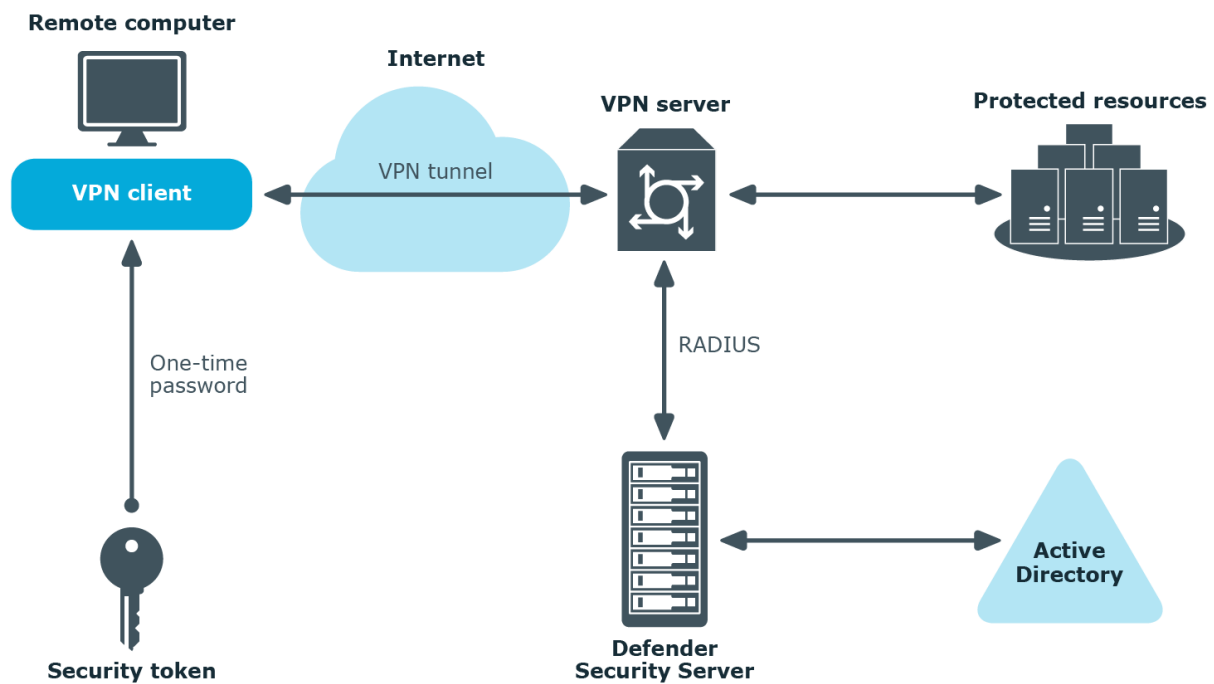 Remote computer
Internet
VPN server
Protected resources
VPN client
VPN tunnel
One-time
password
RADIUS
Active
Directory
Security token
Defender
Security Server